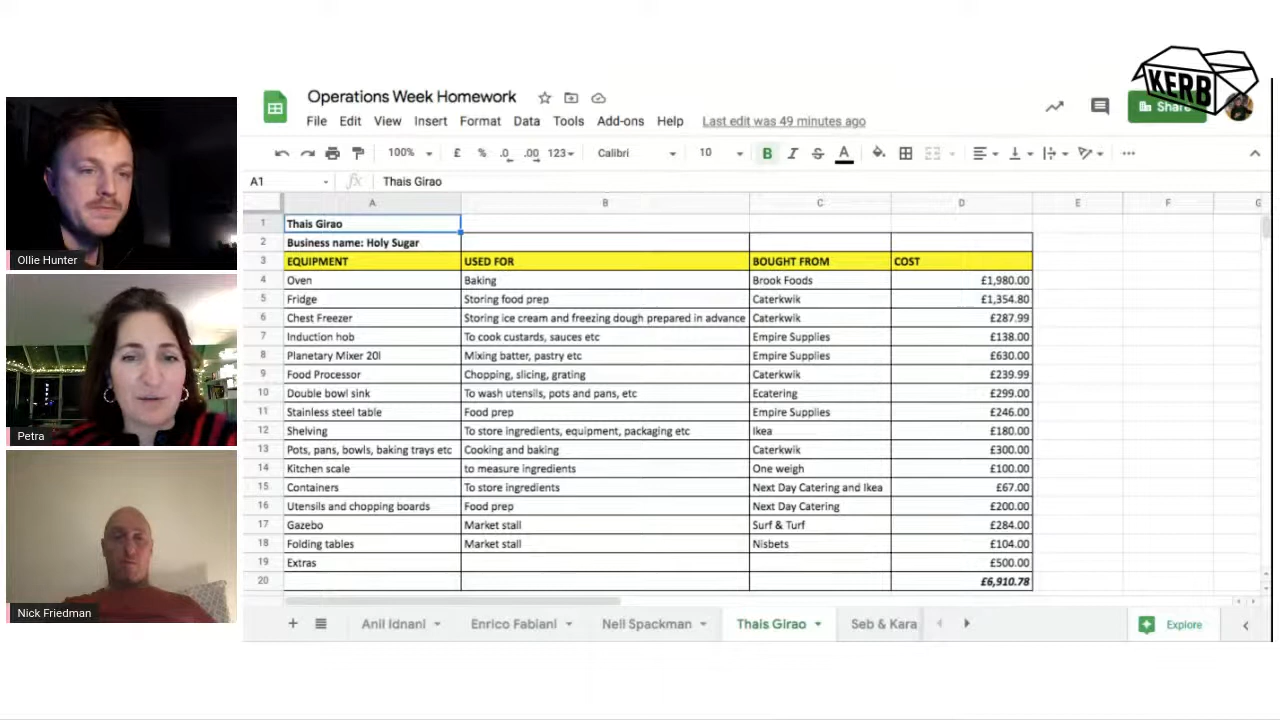 KERB
Operations Week Homework
Share
File Edit View Insert Format Data Tools Add-ons Help Last edit was 49 minutes ago
100% £ % .0 .00 123 Calibri 10 B I S A
A1 fx Thais Girao
A B C D E F G
1 Thais Girao
2 Business name: Holy Sugar
3 EQUIPMENT USED FOR BOUGHT FROM COST
4 Oven Baking Brook Foods £1,980.00
5 Fridge Storing food prep Caterkwik £1,354.80
6 Chest Freezer Storing ice cream and freezing dough prepared in advance Caterkwik £287.99
7 Induction hob To cook custards, sauces etc Empire Supplies £138.00
8 Planetary Mixer 20l Mixing batter, pastry etc Empire Supplies £630.00
9 Food Processor Chopping, slicing, grating Caterkwik £239.99
10 Double bowl sink To wash utensils, pots and pans, etc Ecatering £299.00
11 Stainless steel table Food prep Empire Supplies £246.00
12 Shelving To store ingredients, equipment, packaging etc Ikea £180.00
13 Pots, pans, bowls, baking trays etc Cooking and baking Caterkwik £300.00
14 Kitchen scale to measure ingredients One weigh £100.00
15 Containers To store ingredients Next Day Catering and Ikea £67.00
16 Utensils and chopping boards Food prep Next Day Catering £200.00
17 Gazebo Market stall Surf & Turf £284.00
18 Folding tables Market stall Nisbets £104.00
19 Extras £500.00
20 £6,910.78
Anil Idnani Enrico Fabiani Neil Spackman Thais Girao Seb & Kara Explore
Ollie Hunter
Petra
Nick Friedman